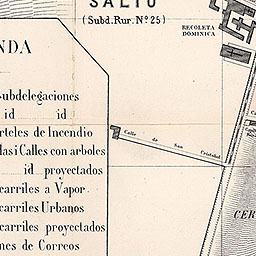 SALTO
(Subd. Rur. Nº 25)
RECOLETA
DOMINICA
NDA
subdelegaciones
id id
rteles de Incendio
dasi Calles con arboles
id proyectados
carriles a Vapor
carriles Urbanos
carriles proyectados
nes de Correos
Calle de San Cristobal
CER